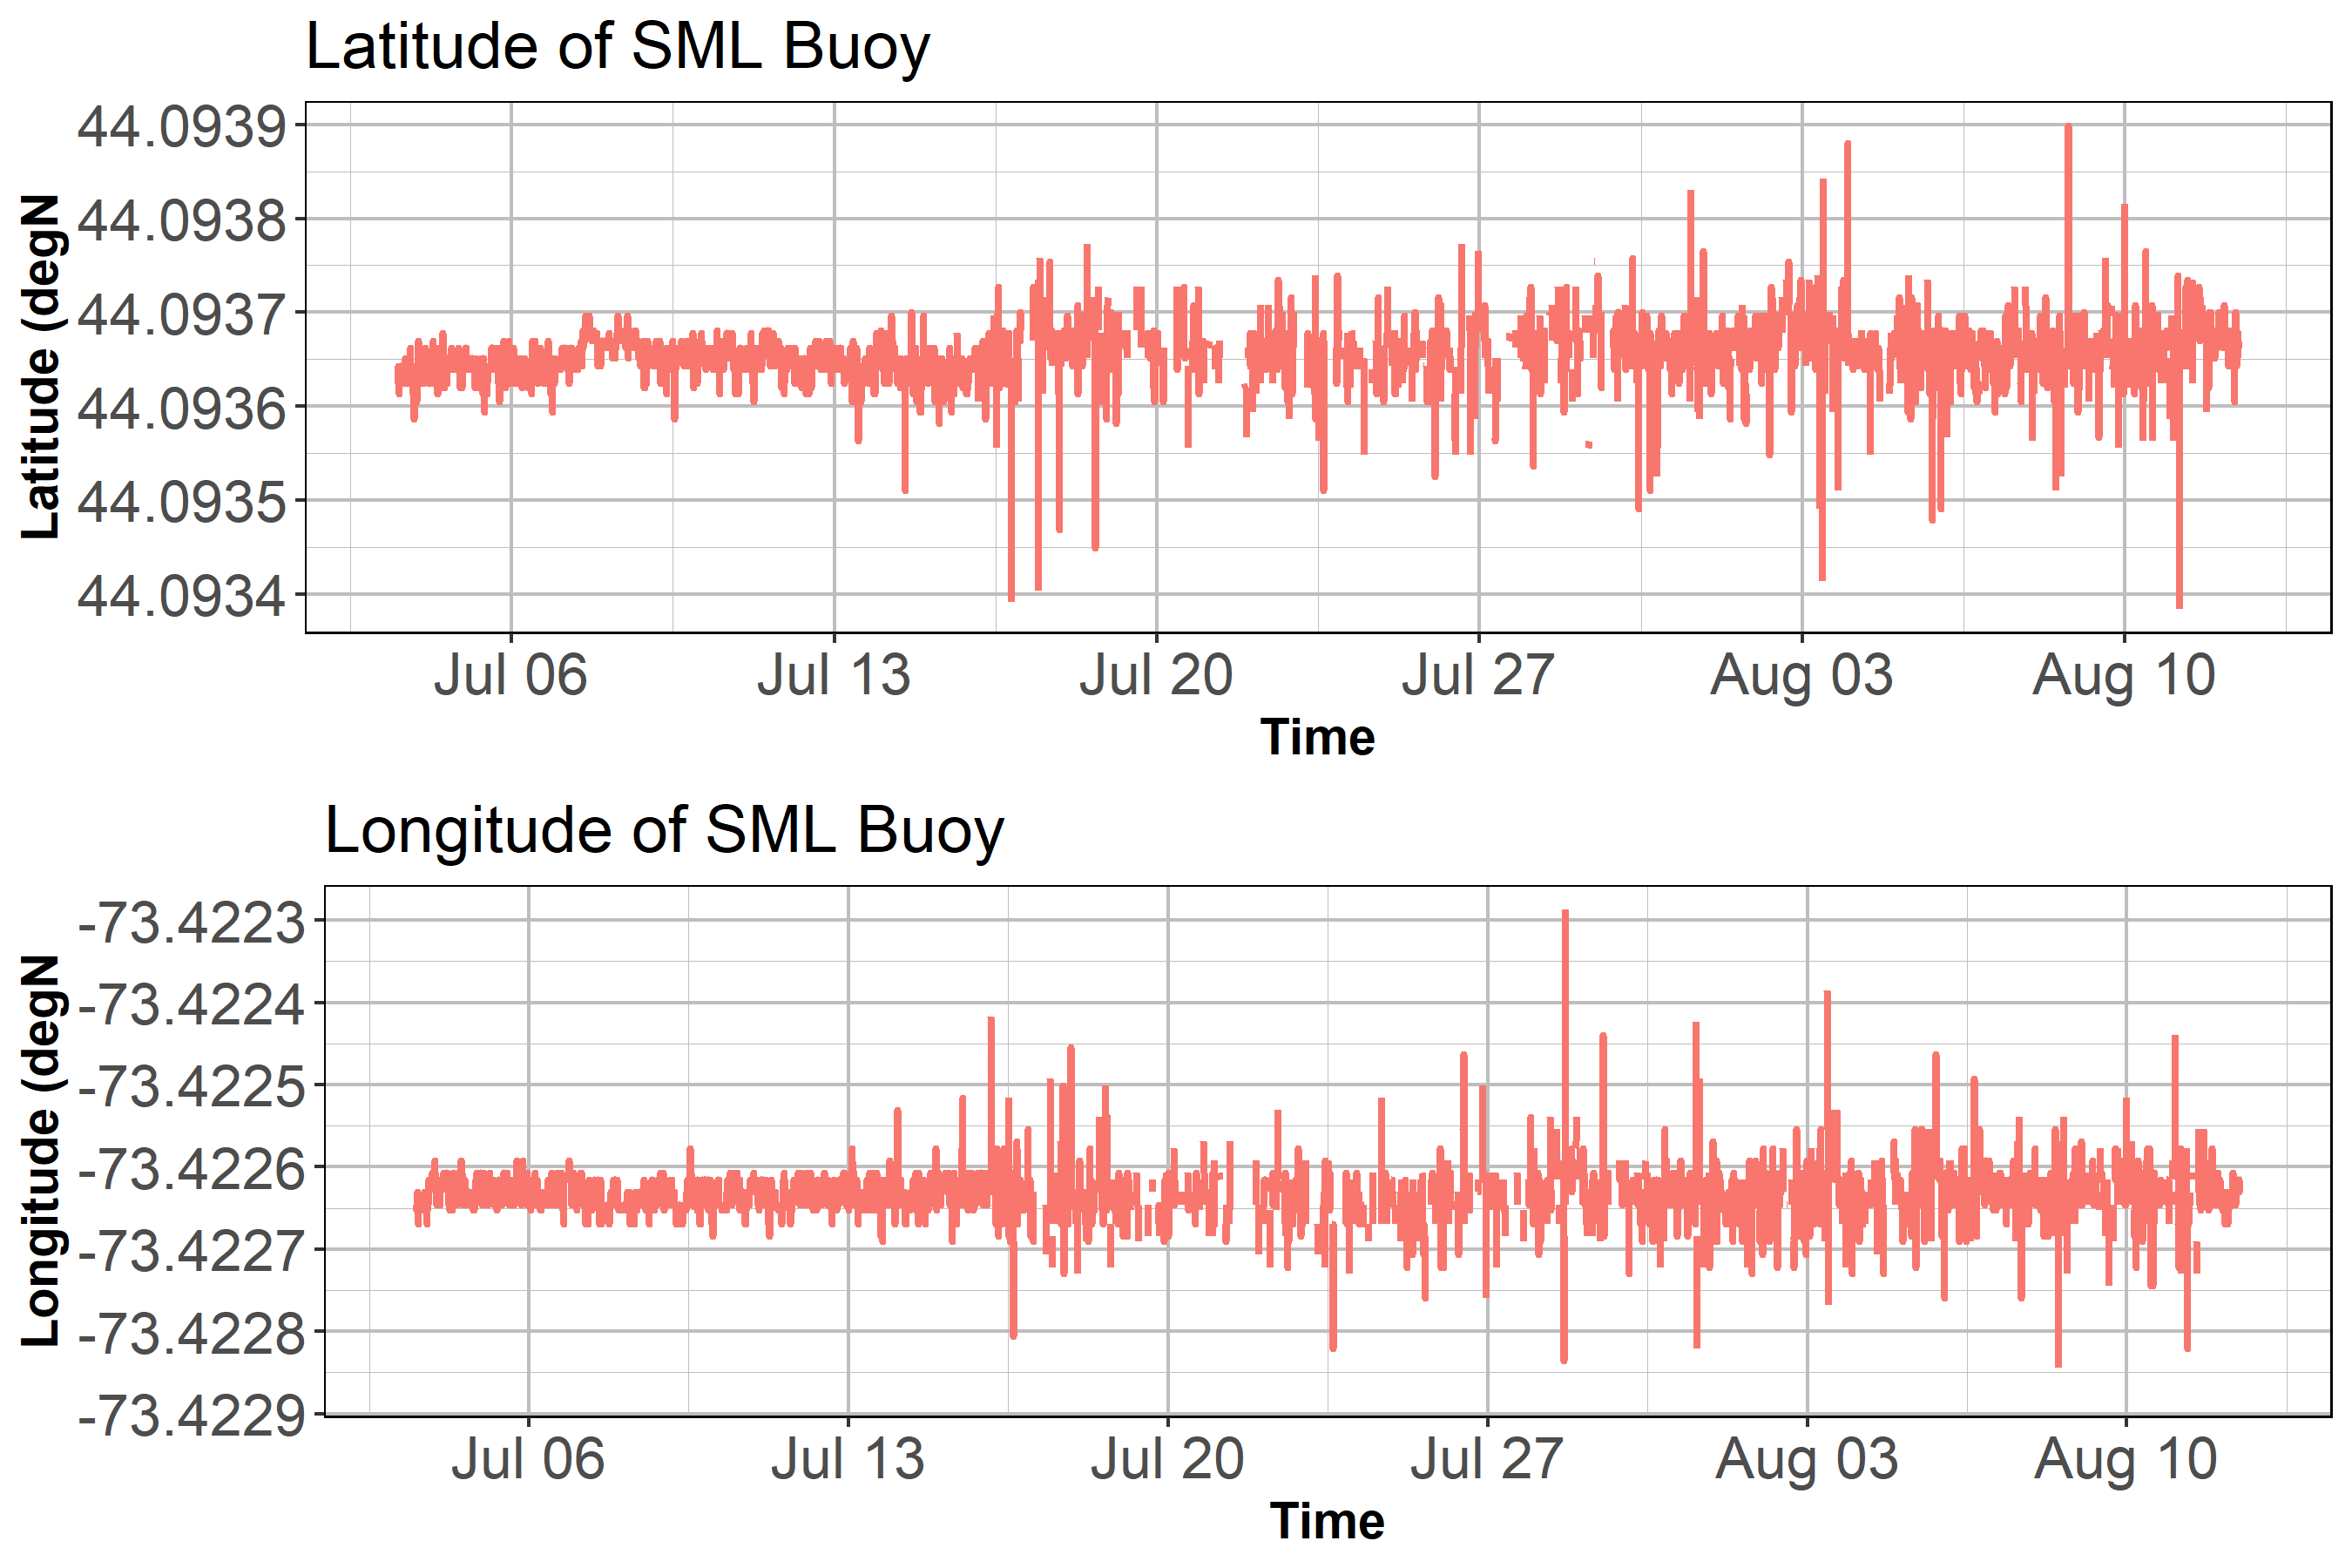 Latitude of SML Buoy
44.0939
44.0938
44.0937
44.0936
44.0935
44.0934
Latitude (degN
Jul 06 Jul 13 Jul 20 Jul 27 Aug 03 Aug 10
Time
Longitude of SML Buoy
-73.4223
-73.4224
-73.4225
-73.4226
-73.4227
-73.4228
-73.4229
Longitude (degN
Jul 06 Jul 13 Jul 20 Jul 27 Aug 03 Aug 10
Time